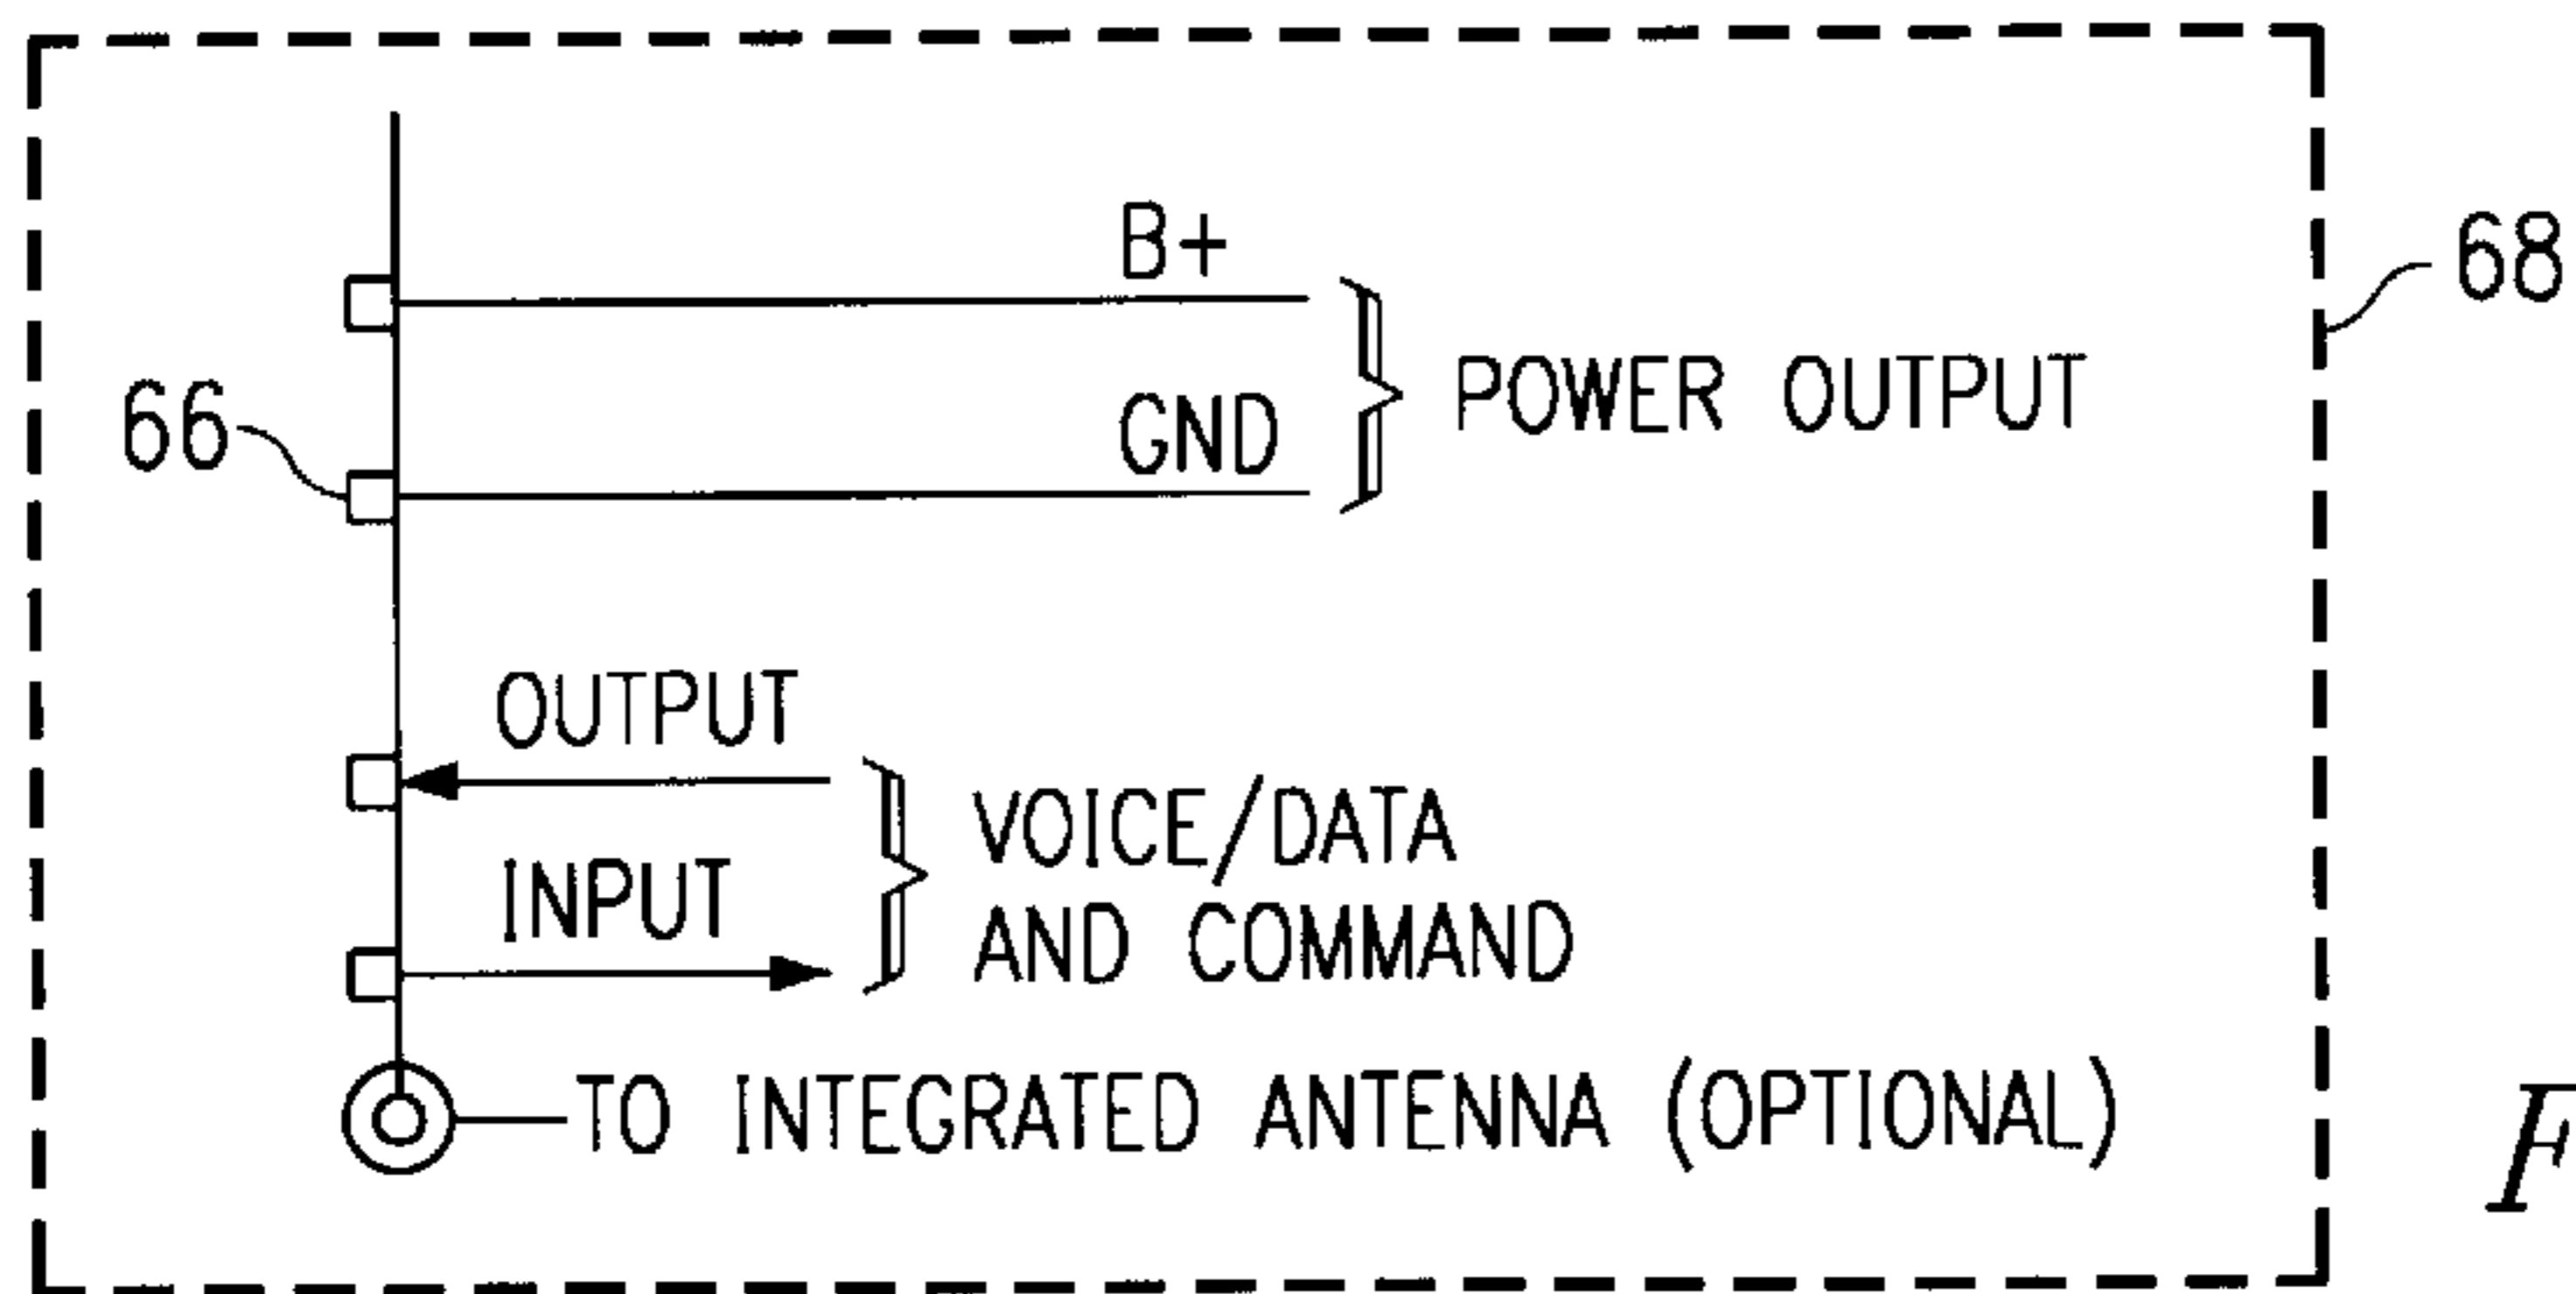 B+
68
POWER OUTPUT
66
GND
OUTPUT
VOICE/DATA
INPUT
AND COMMAND
TO INTEGRATED ANTENNA (OPTIONAL)
F